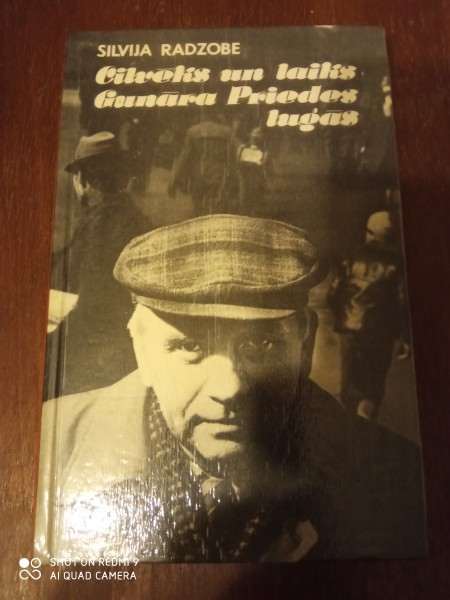 SILVIJA RADZOBE
Cilvēks un laiks
Gunāra Priedes
lugās
SHOT ON REDMI 9
AI QUAD CAMERA